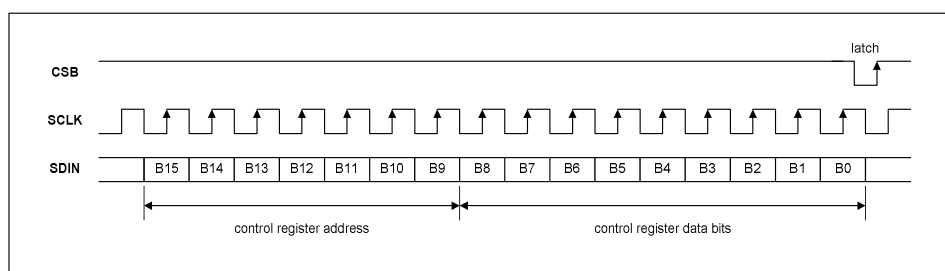 latch
CSB
SCLK
SDIN B15 B14 B13 B12 B11 B10 B9 B8 B7 B6 B5 B4 B3 B2 B1 B0
control register address control register data bits